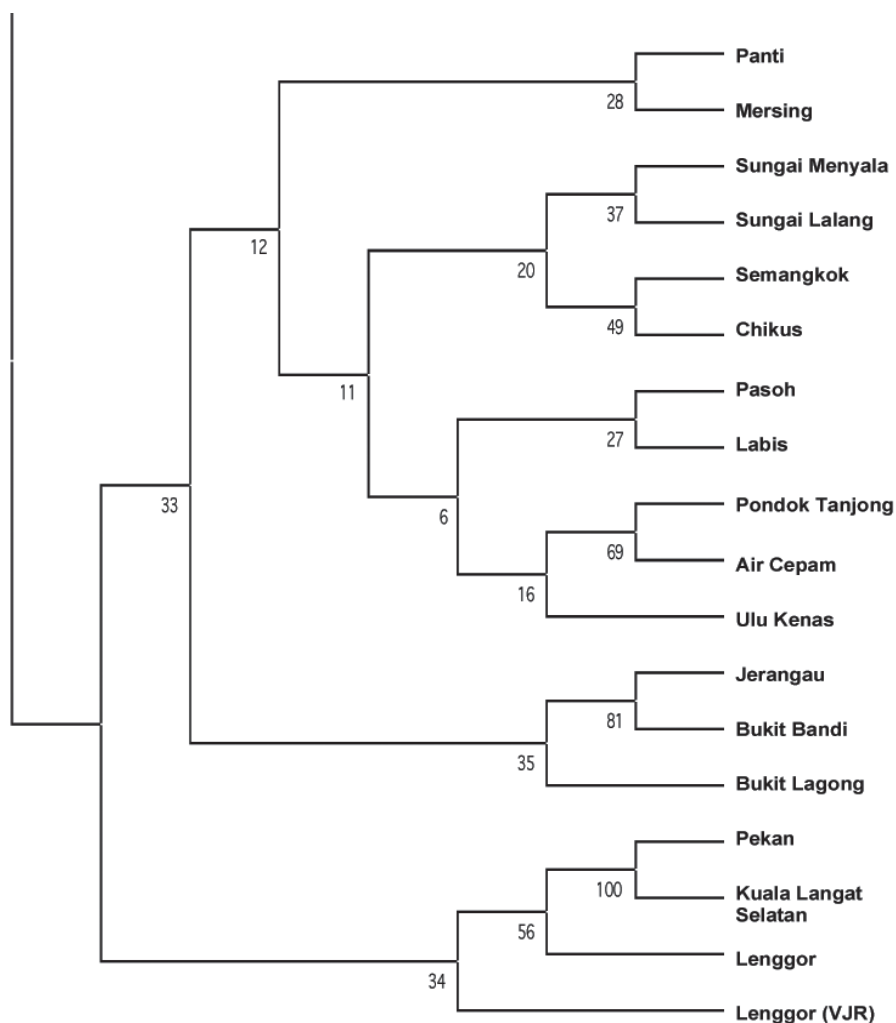 Panti
28
Mersing
Sungai Menyala
37
Sungai Lalang
12
20
Semangkok
49
Chikus
11
Pasoh
27
Labis
33
6
Pondok Tanjong
69
Air Cepam
16
Ulu Kenas
Jerangau
81
Bukit Bandi
35
Bukit Lagong
Pekan
100
Kuala Langat
Selatan
56
Lenggor
34
Lenggor (VJR)